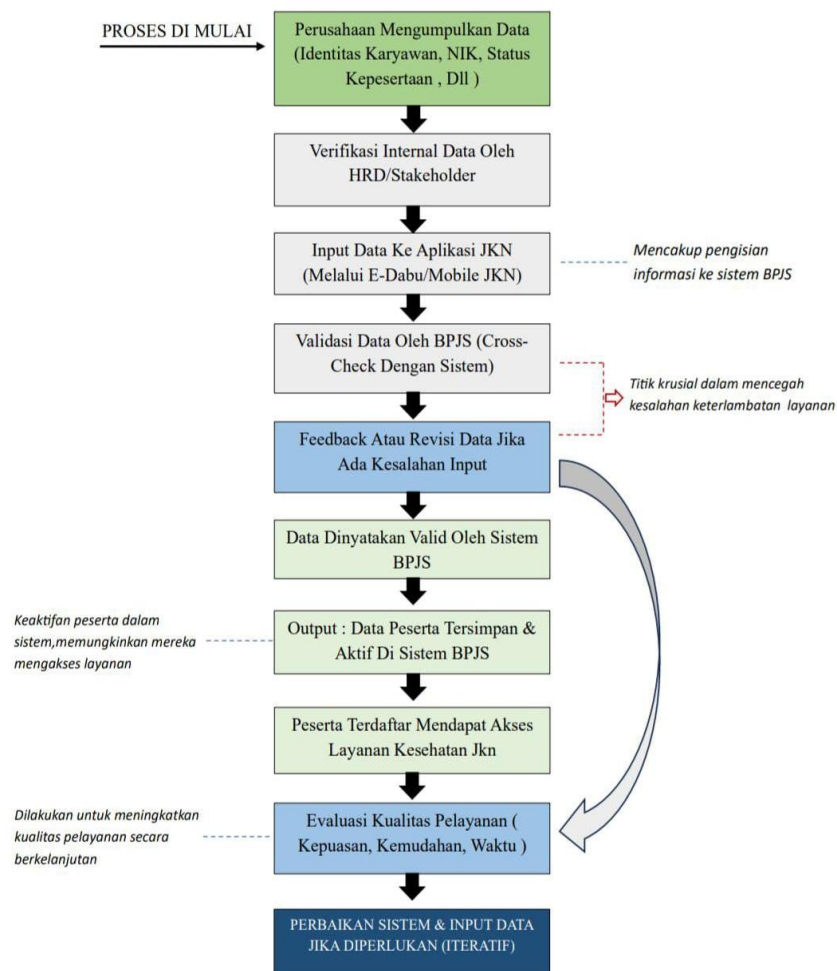 PROSES DI MULAI
Perusahaan Mengumpulkan Data
(Identitas Karyawan, NIK, Status
Kepesertaan , Dll )
Verifikasi Internal Data Oleh
HRD/Stakeholder
Input Data Ke Aplikasi JKN
(Melalui E-Dabu/Mobile JKN)
Mencakup pengisian
informasi ke sistem BPJS
Validasi Data Oleh BPJS (Cross-
Check Dengan Sistem)
Titik krusial dalam mencegah
kesalahan keterlambatan layanan
Feedback Atau Revisi Data Jika
Ada Kesalahan Input
Data Dinyatakan Valid Oleh Sistem
BPJS
Keaktifan peserta dalam
sistem,memungkinkan mereka
mengakses layanan
Output : Data Peserta Tersimpan &
Aktif Di Sistem BPJS
Peserta Terdaftar Mendapat Akses
Layanan Kesehatan Jkn
Dilakukan untuk meningkatkan
kualitas pelayanan secara
berkelanjutan
Evaluasi Kualitas Pelayanan (
Kepuasan, Kemudahan, Waktu )
PERBAIKAN SISTEM & INPUT DATA
JIKA DIPERLUKAN (ITERATIF)